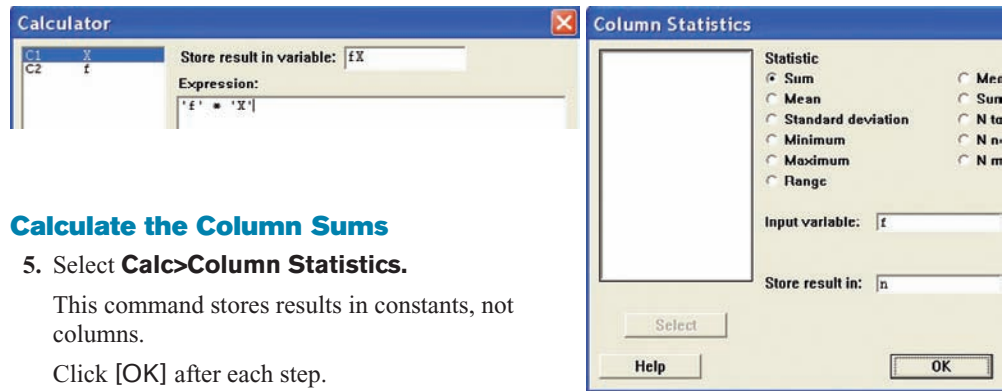 Calculator
C1 X
C2 f
Store result in variable: fX
Expression:
'f' * 'X'
Calculate the Column Sums
5. Select Calc>Column Statistics.
This command stores results in constants, not
columns.
Click [OK] after each step.
Column Statistics
Statistic
Sum
Mean
Standard deviation
Minimum
Maximum
Range
Sum
N to
Input variable: f
Store result in: n
Select
Help
OK